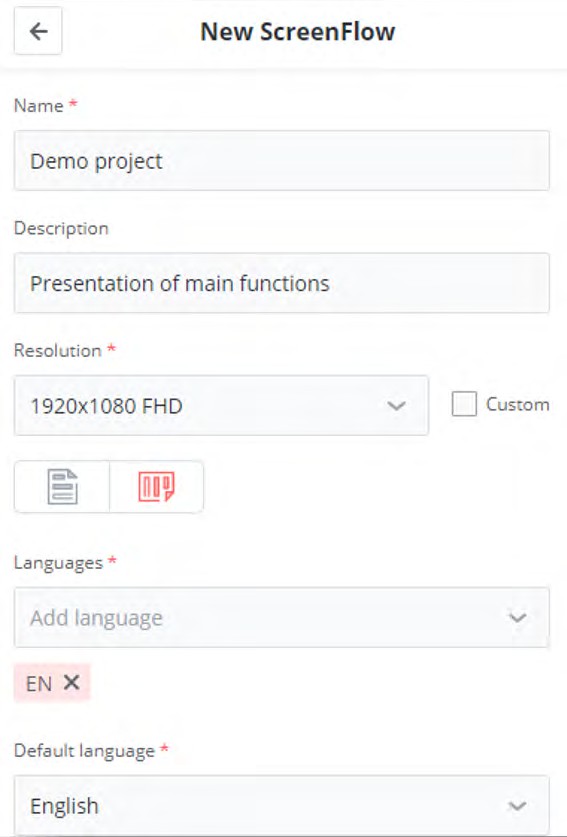 New ScreenFlow
Name *
Demo project
Description
Presentation of main functions
Resolution *
1920x1080 FHD
Custom
Languages *
Add language
EN
Default language *
English